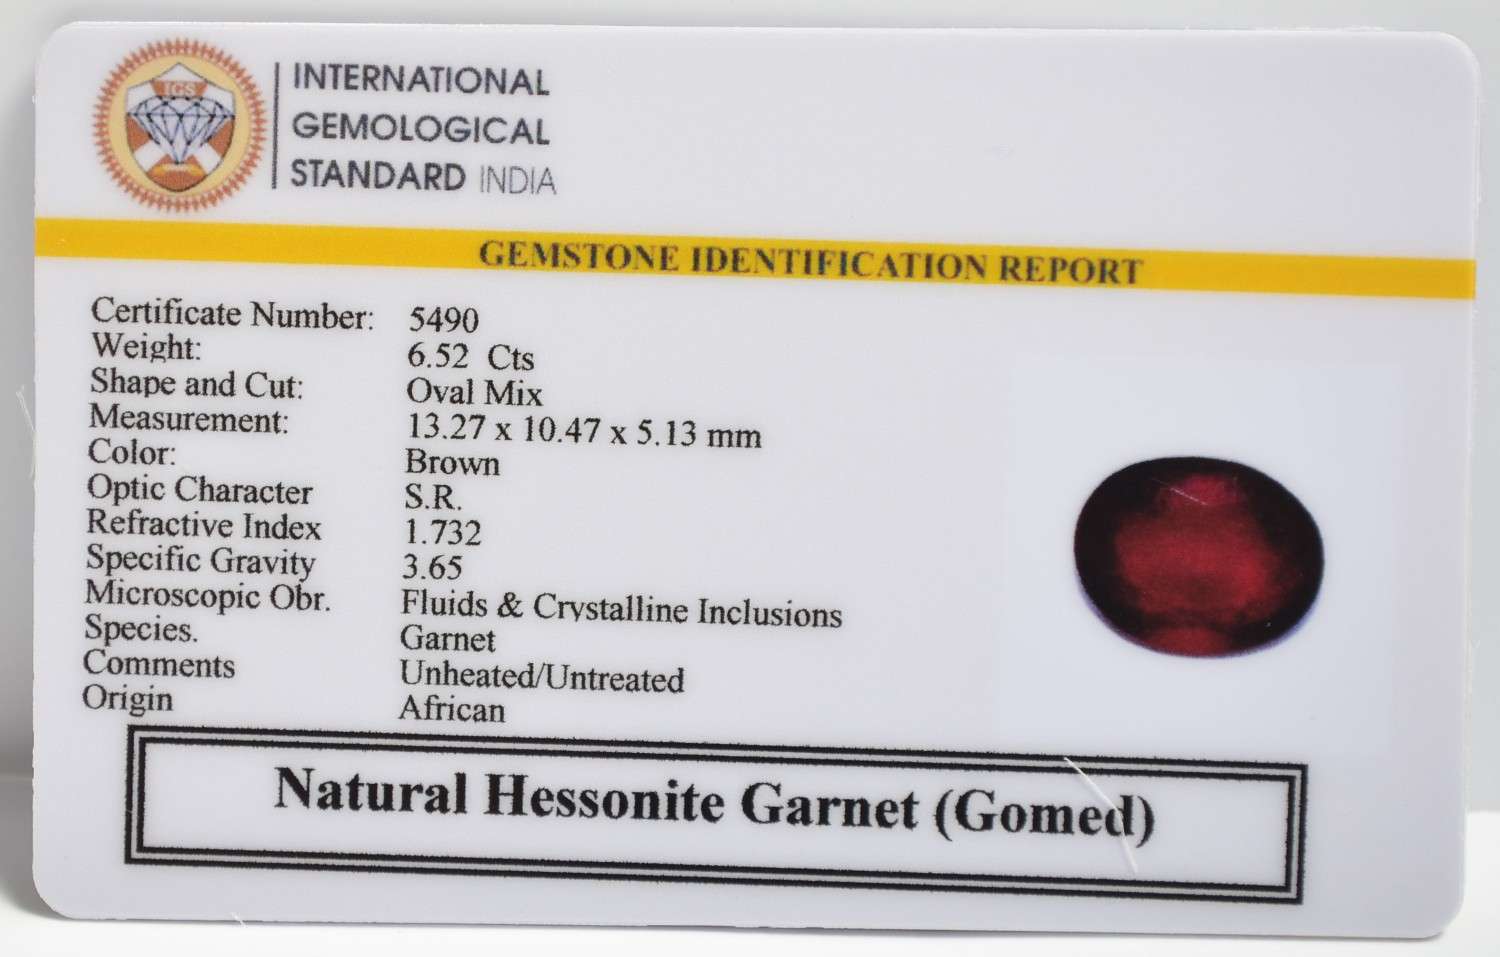 IGS
INTERNATIONAL
GEMOLOGICAL
STANDARD INDIA
GEMSTONE IDENTIFICATION REPORT
Certificate Number: 5490
Weight: 6.52 Cts
Shape and Cut: Oval Mix
Measurement: 13.27 x 10.47 x 5.13 mm
Color: Brown
Optic Character S.R.
Refractive Index 1.732
Specific Gravity 3.65
Microscopic Obr. Fluids & Crystalline Inclusions
Species. Garnet
Comments Unheated/Untreated
Origin African
Natural Hessonite Garnet (Gomed)